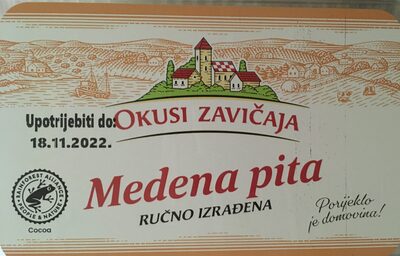 OKUSI ZAVIČAJA
Upotrijebiti do:
18.11.2022.
Medena pita
RUČNO IZRAĐENA
Porijeklo
je domovina!
RAINFOREST ALLIANCE
PEOPLE & NATURE
Cocoa